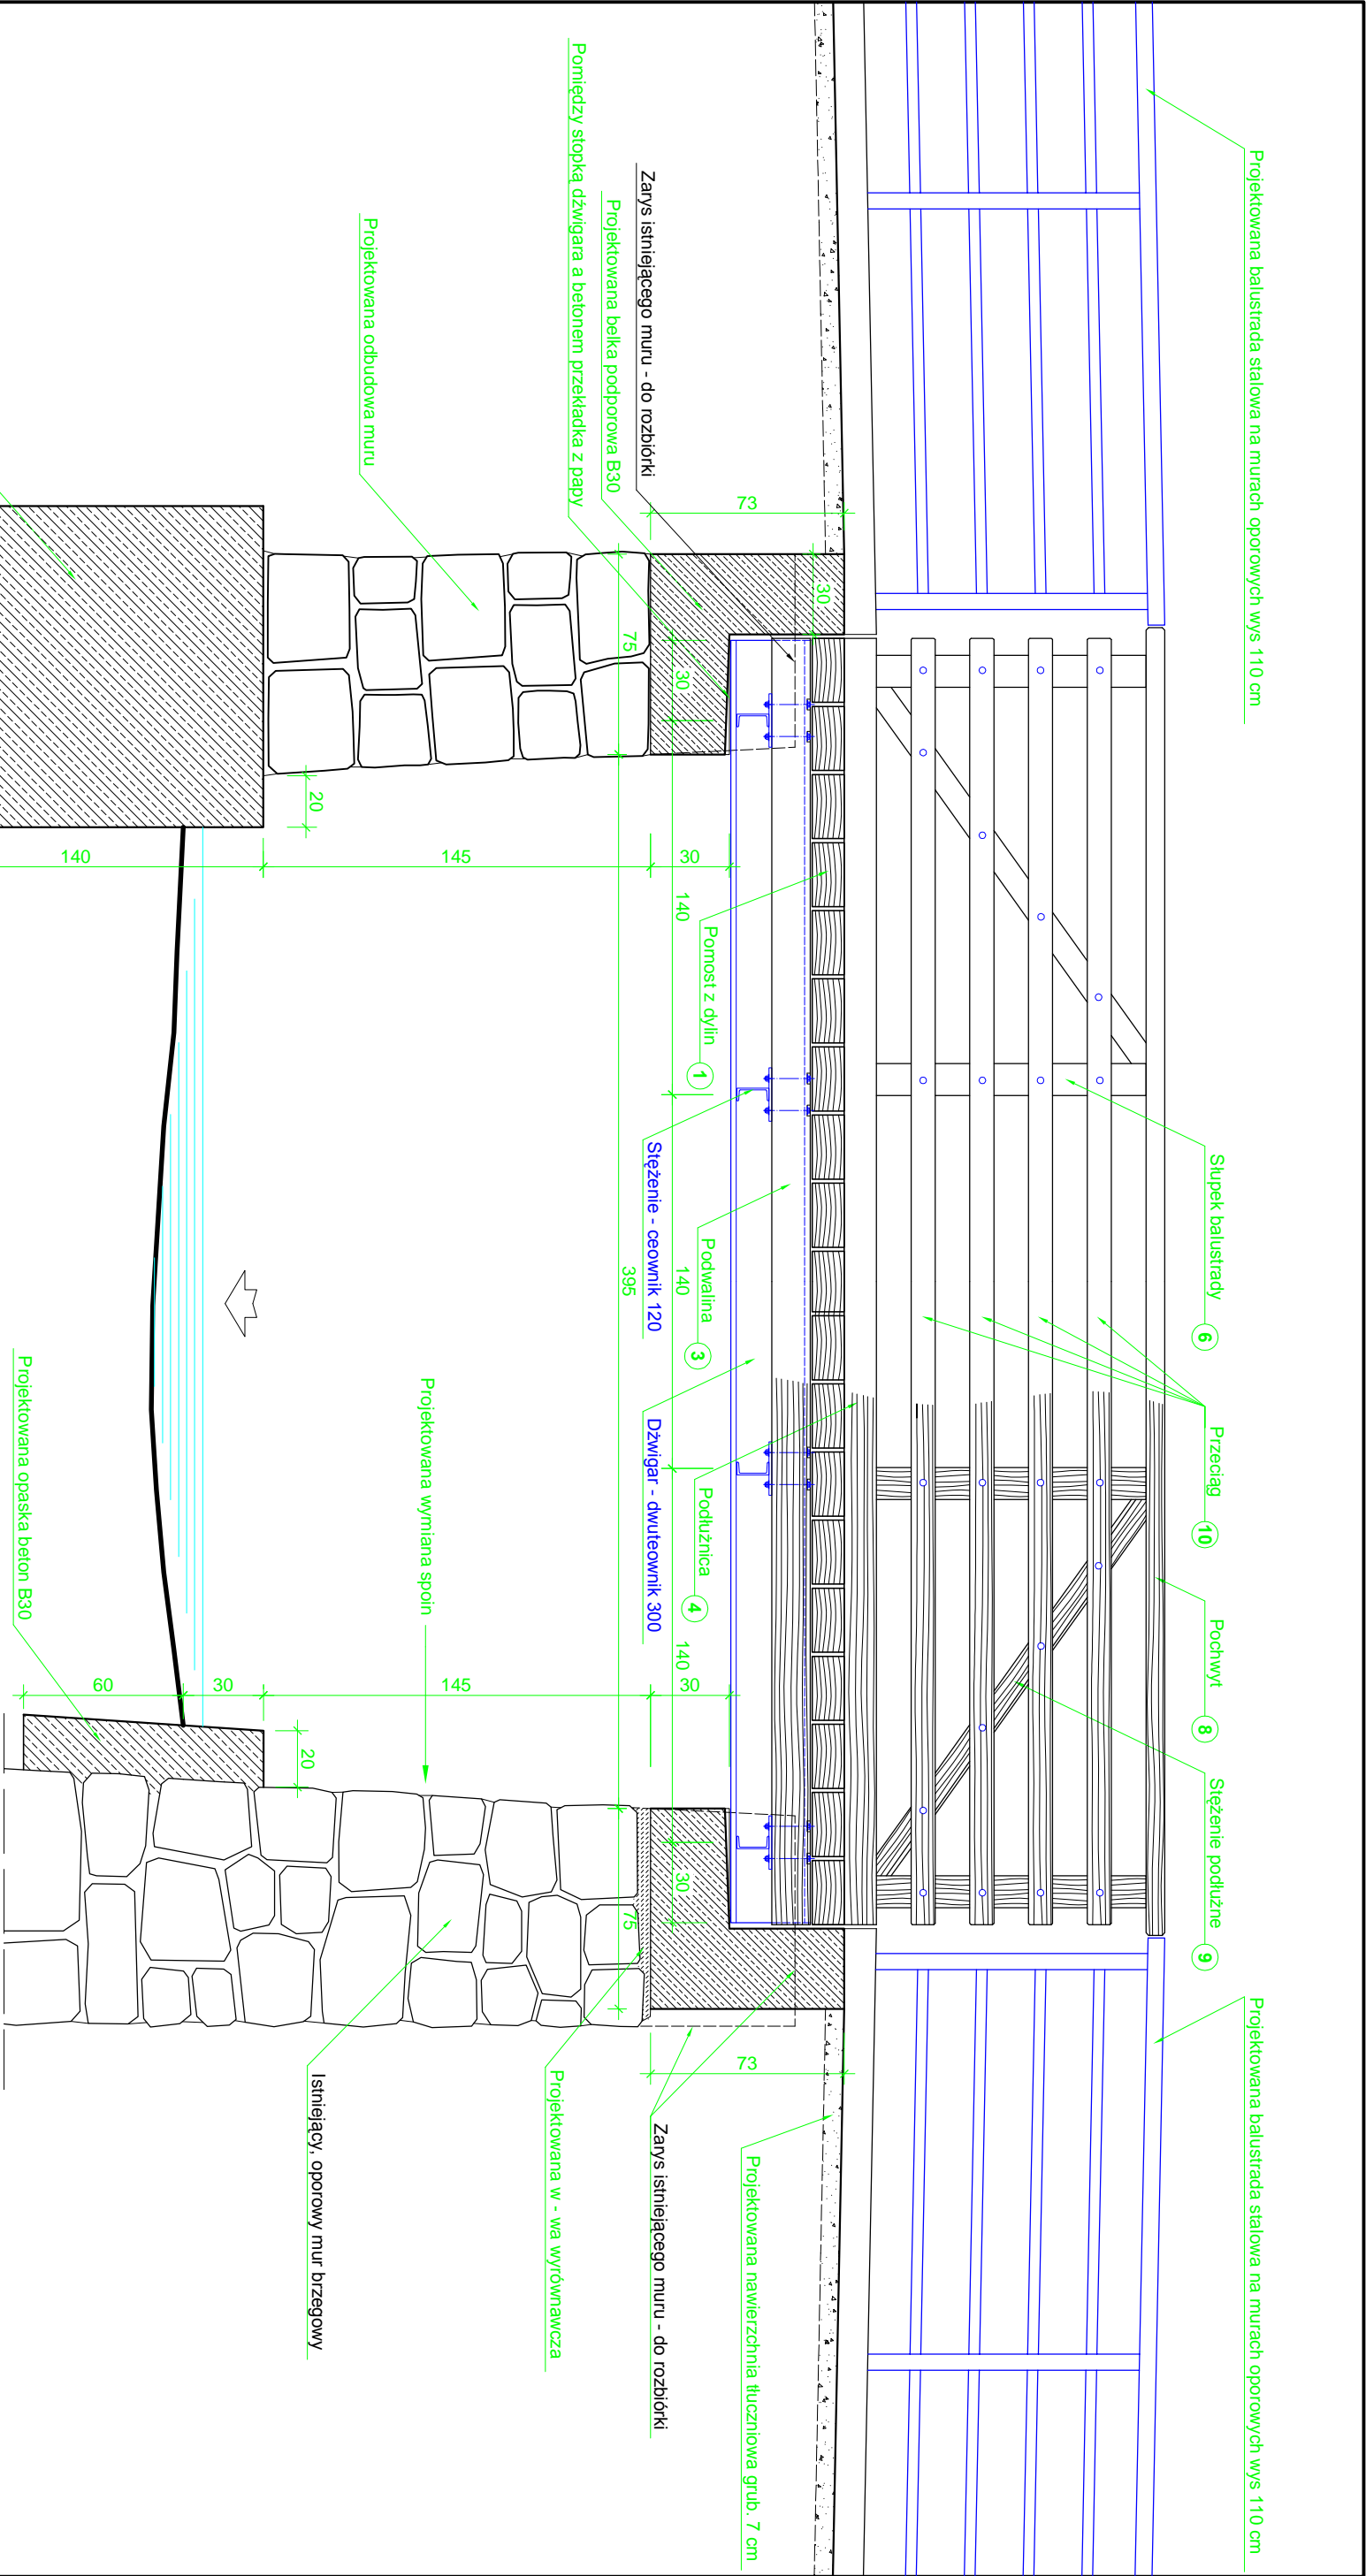 Projektowana balustrada stalowa na murach oporowych wys 110 cm
Słupek balustrady
6
Przeciąg
10
Pochwyt
8
Stężenie podłużne
9
Projektowana balustrada stalowa na murach oporowych wys 110 cm
Zarys istniejącego muru - do rozbiórki
Projektowana belka podporowa B30
Pomiędzy stopką dźwigara a betonem przekładka z papy
Projektowana odbudowa muru
73
30
75
30
20
140
145
30
140
140
140
395
Pomost z dylin
1
Stężenie - ceownik 120
Podwalina
3
Dźwigar - dwuteownik 300
Podłużnica
4
Projektowana wymiana spoin
Projektowana opaska beton B30
60
30
145
30
20
30
75
73
Projektowana nawierzchnia tłuczniowa grub. 7 cm
Zarys istniejącego muru - do rozbiórki
Projektowana w - wa wyrównawcza
Istniejący, oporowy mur brzegowy